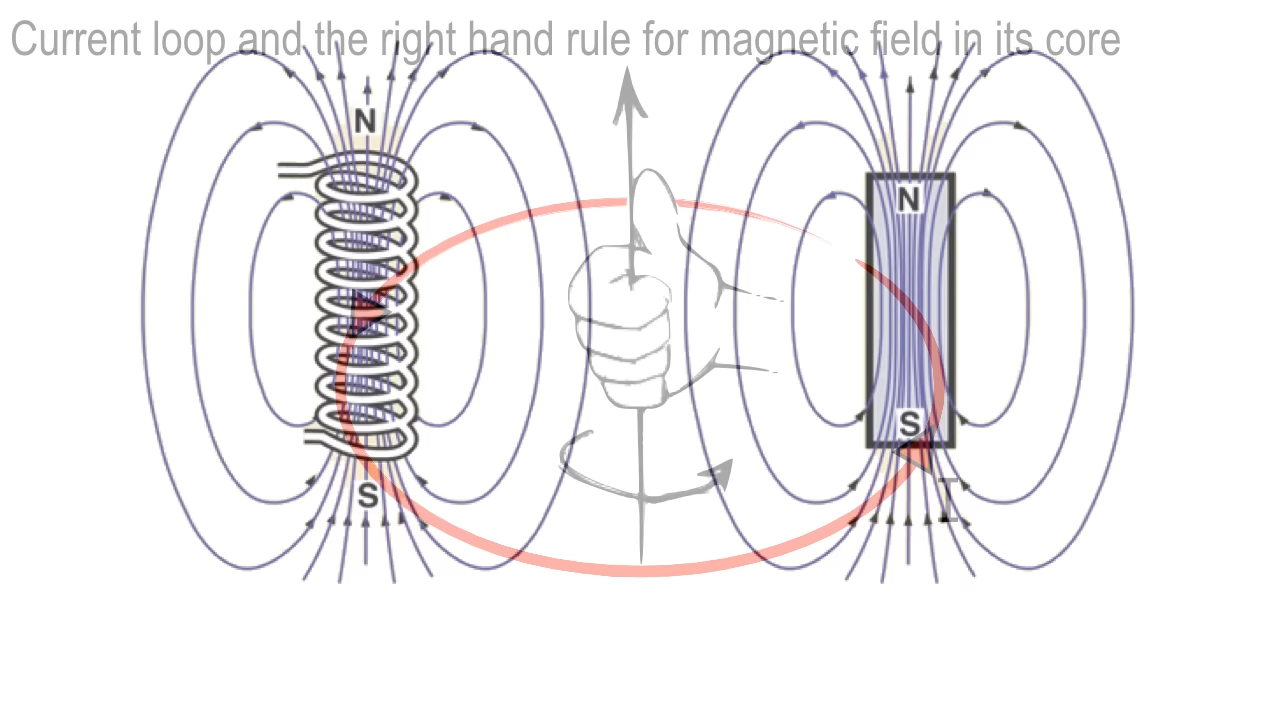 Current loop and the right hand rule for magnetic field in its core
N
N
S
S
I